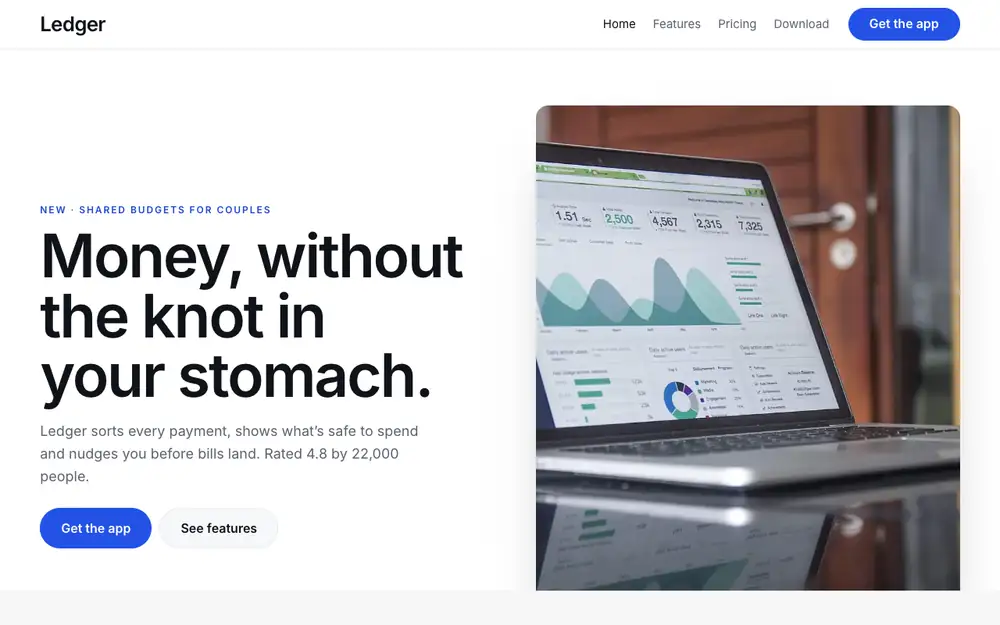 Ledger
Home Features Pricing Download Get the app
NEW · SHARED BUDGETS FOR COUPLES
Money, without
the knot in
your stomach.
Ledger sorts every payment, shows what’s safe to spend
and nudges you before bills land. Rated 4.8 by 22,000
people.
Get the app See features
1.51 Sec 2,500 4,567 2,315 7,325